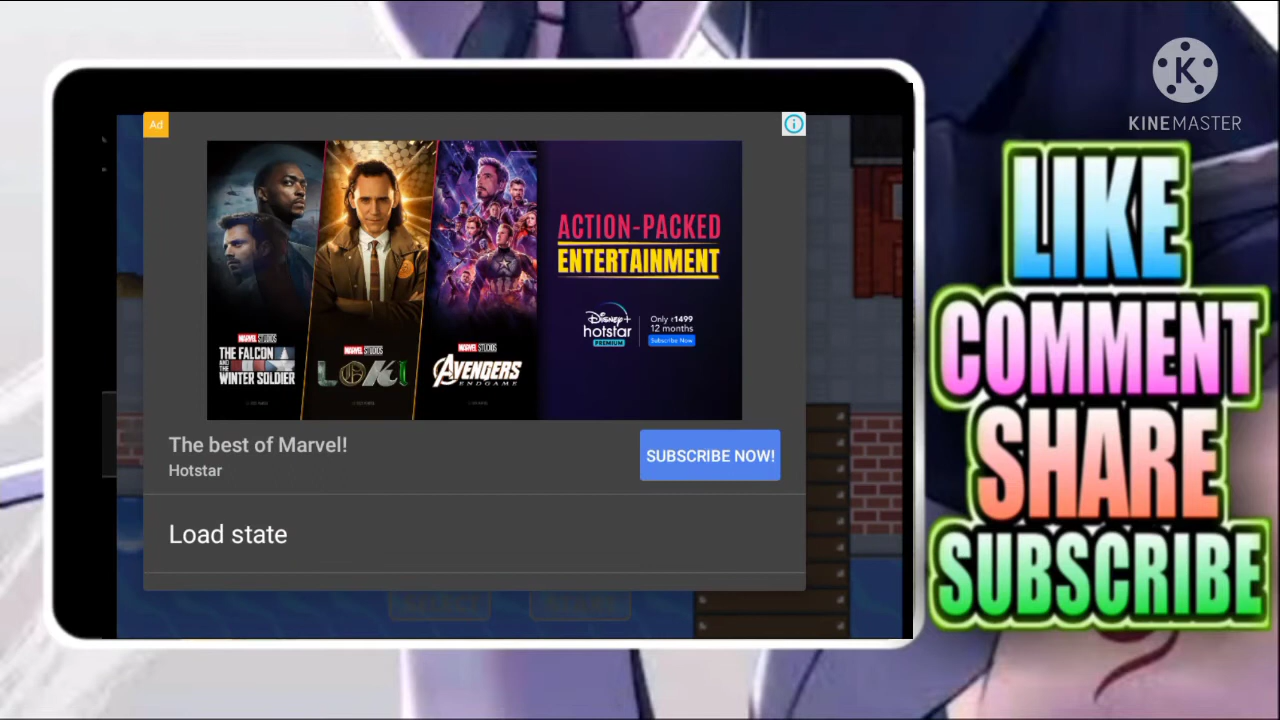 Ad
MARVEL STUDIOS
THE FALCON
AND THE
WINTER SOLDIER
MARVEL STUDIOS
LOKI
MARVEL STUDIOS
AVENGERS
ENDGAME
ACTION-PACKED
ENTERTAINMENT
Disney+
hotstar
PREMIUM
Only ₹1499
12 months
Subscribe Now
The best of Marvel!
Hotstar
SUBSCRIBE NOW!
Load state
K
KINEMASTER
LIKE
COMMENT
SHARE
SUBSCRIBE